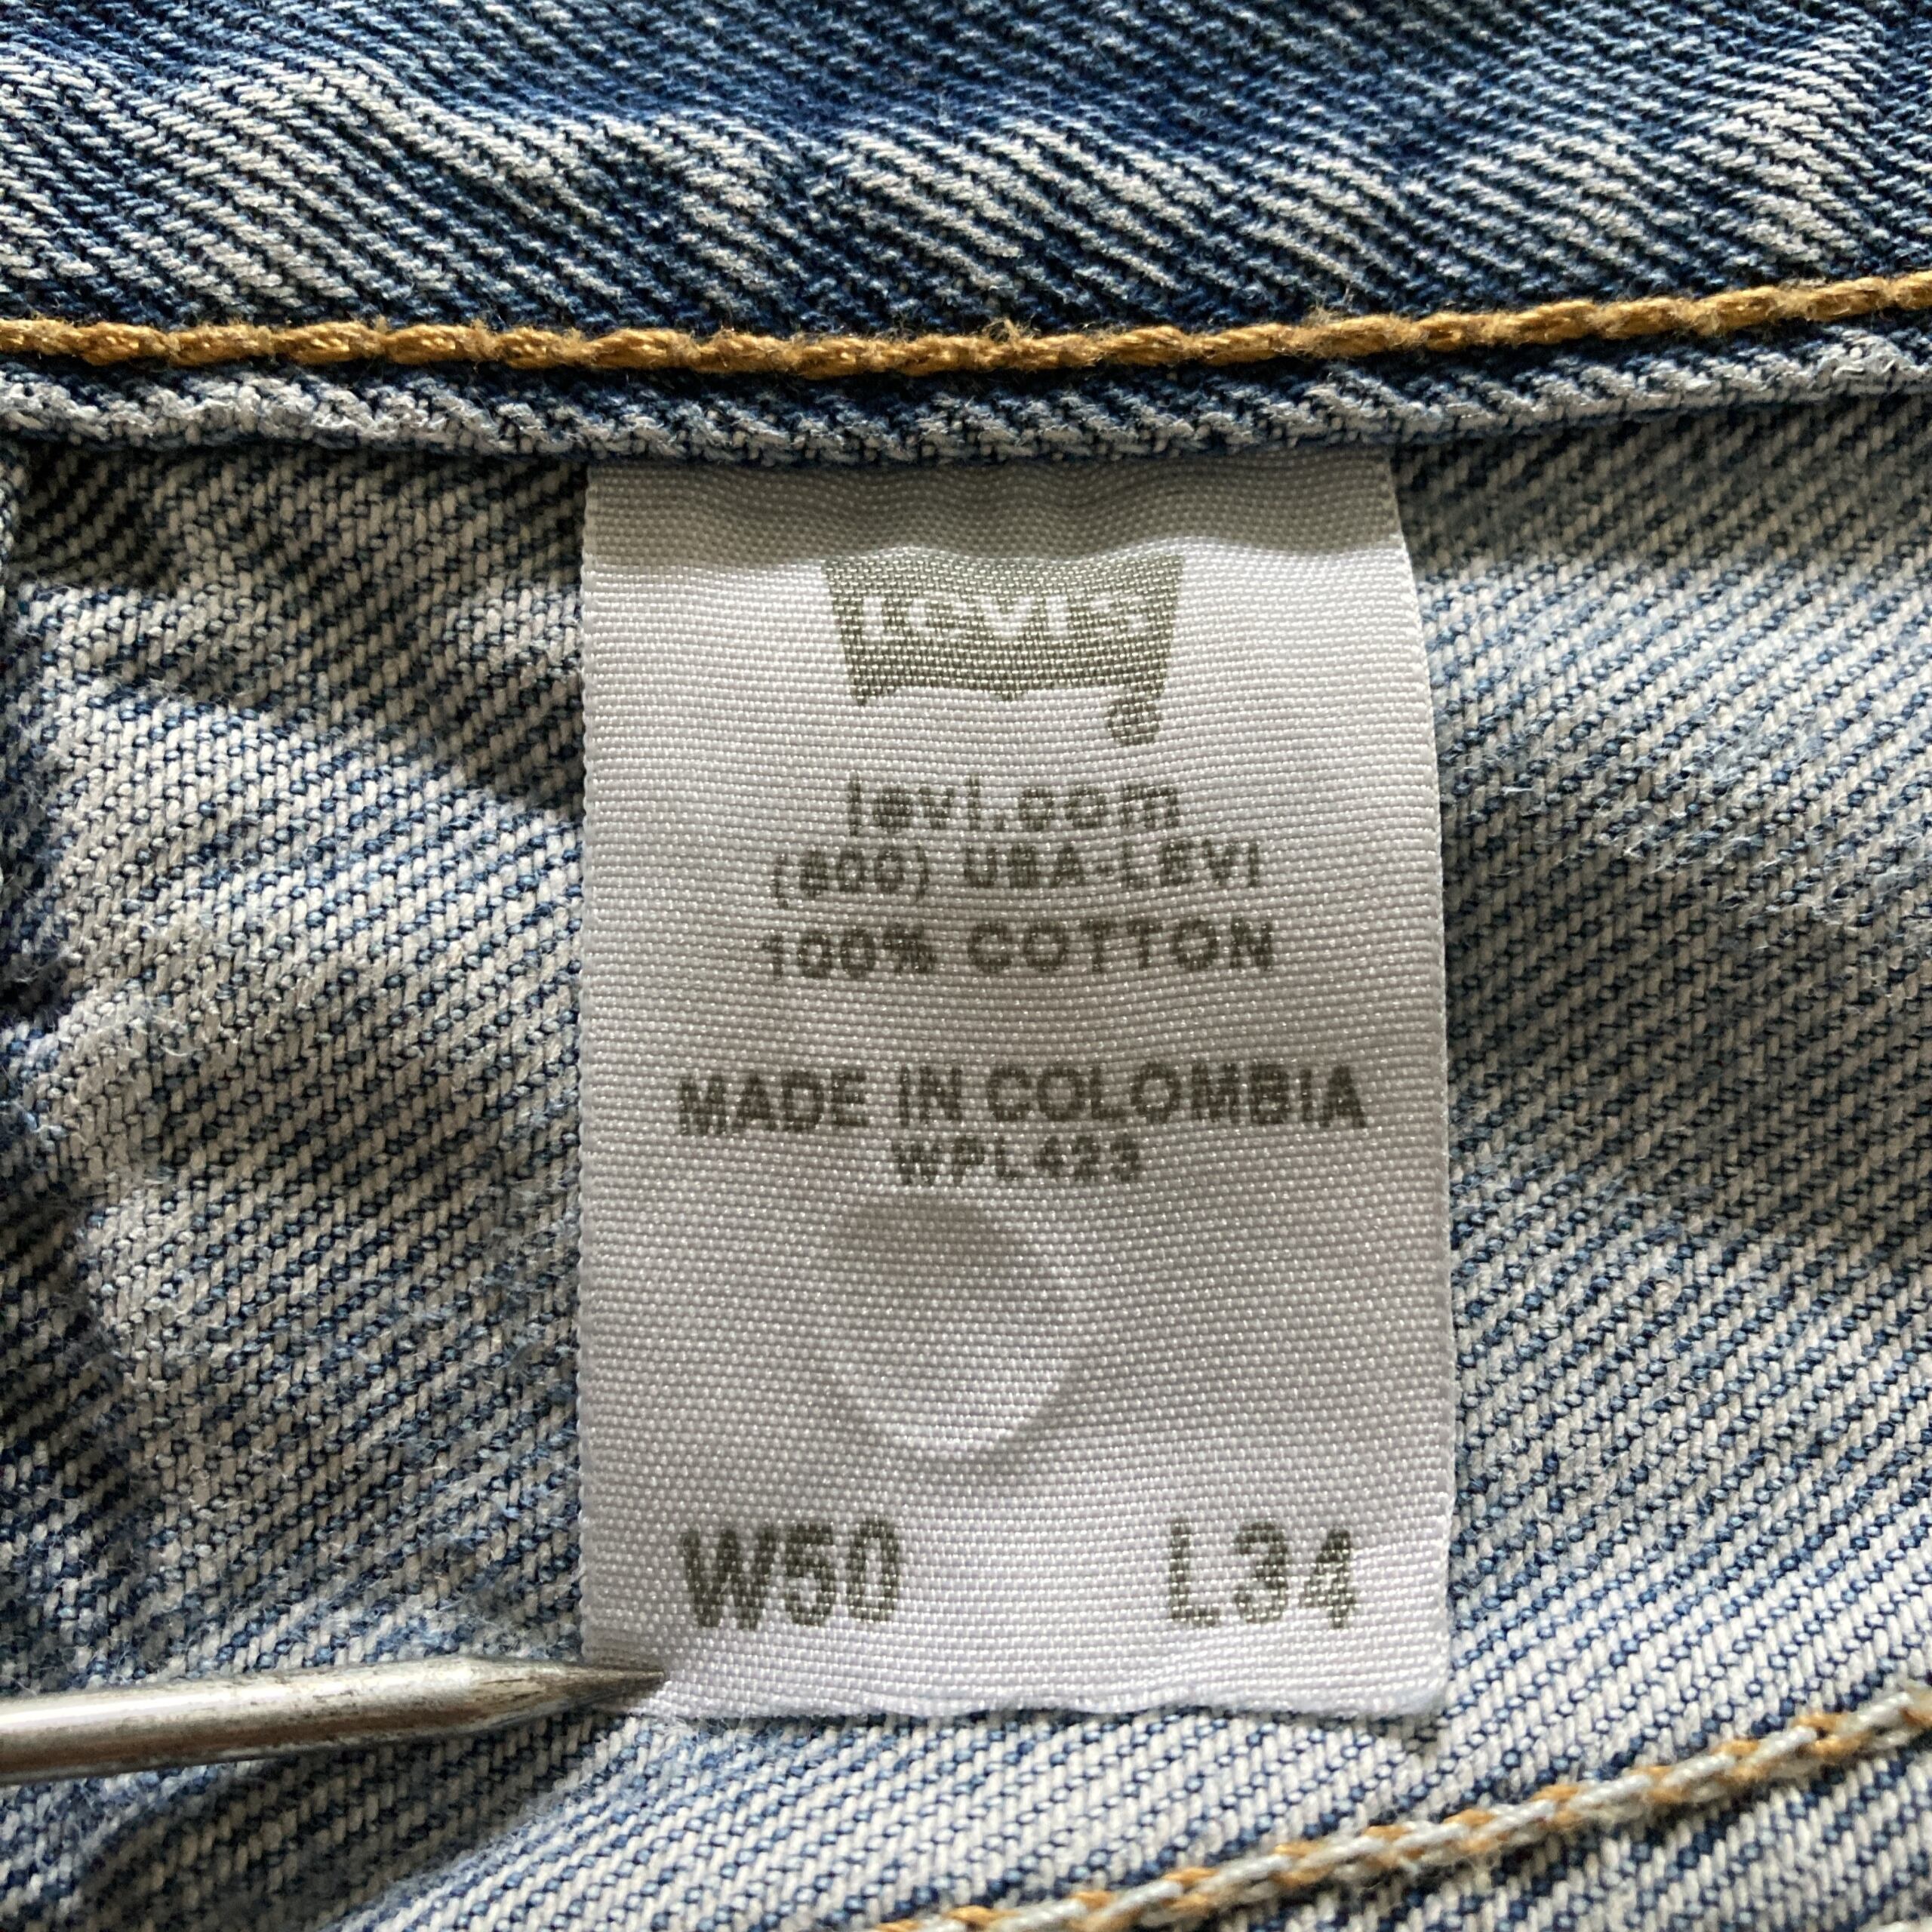 LEVI'S
®
levi.com
(800) USA-LEVI
100% COTTON
MADE IN COLOMBIA
WPL423
W50 L34